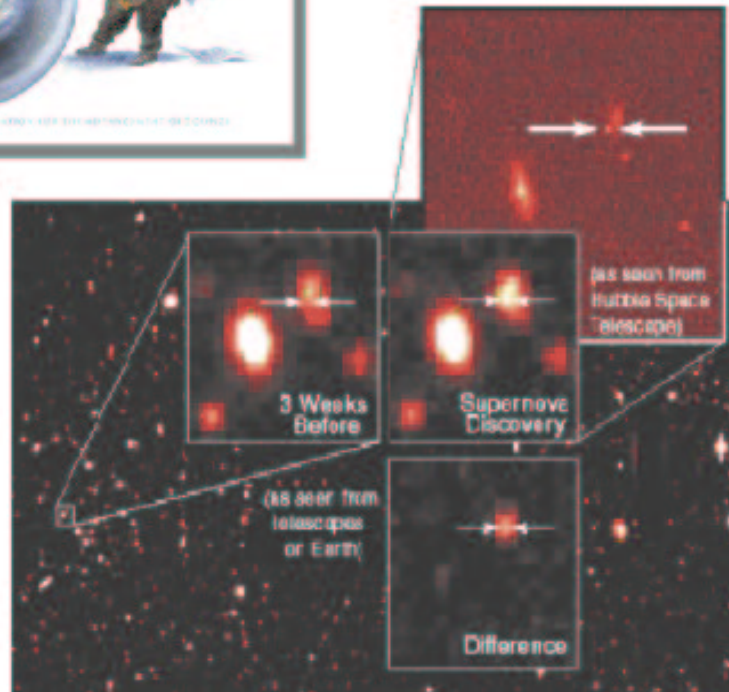 (as seen from
Hubble Space
Telescope)
3 Weeks
Before
Supernova
Discovery
(as seen from
telescopes
on Earth)
Difference